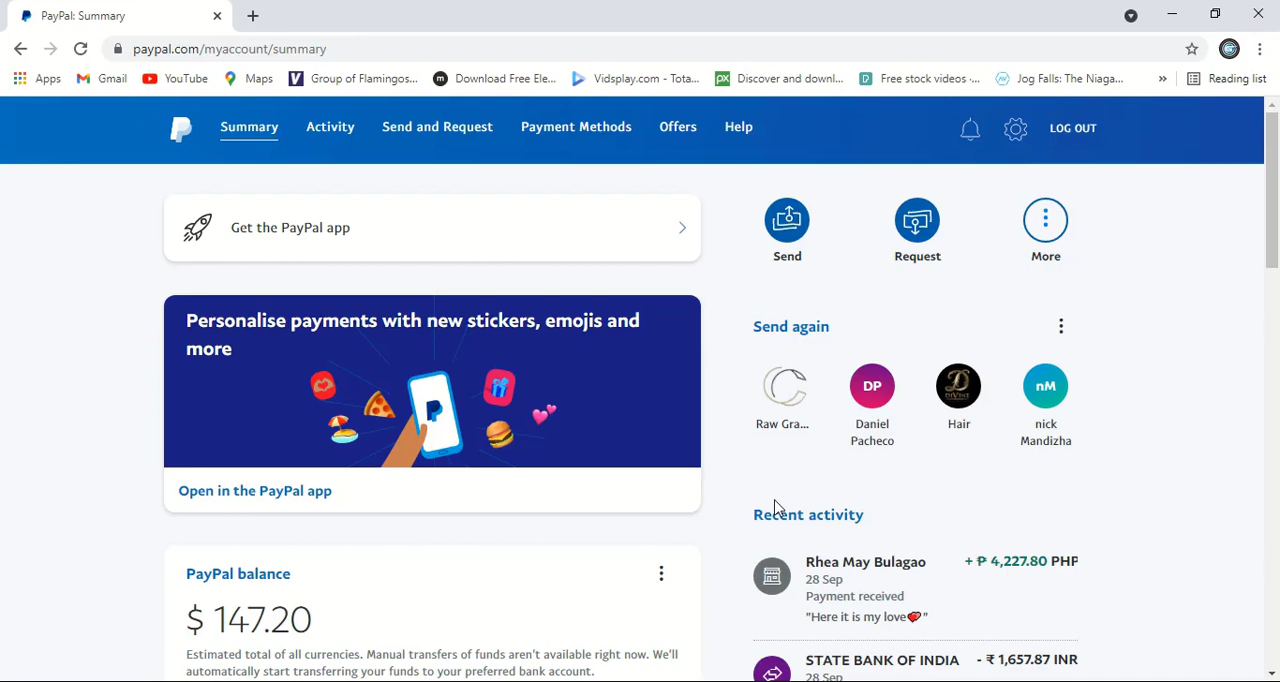 PayPal: Summary
paypal.com/myaccount/summary
Apps Gmail YouTube Maps Group of Flamingos... Download Free Ele... Vidsplay.com - Tota... Discover and downl... Free stock videos -... Jog Falls: The Niaga... » Reading list
Summary Activity Send and Request Payment Methods Offers Help LOG OUT
Get the PayPal app
Send Request More
Personalise payments with new stickers, emojis and
more
Open in the PayPal app
Send again
DP nM
Raw Gra... Daniel Pacheco Hair nick Mandizha
Recent activity
Rhea May Bulagao + ₱ 4,227.80 PHP
28 Sep
Payment received
"Here it is my love💕"
STATE BANK OF INDIA - ₹ 1,657.87 INR
28 Sep
PayPal balance
$ 147.20
Estimated total of all currencies. Manual transfers of funds aren't available right now. We'll
automatically start transferring your funds to your preferred bank account.